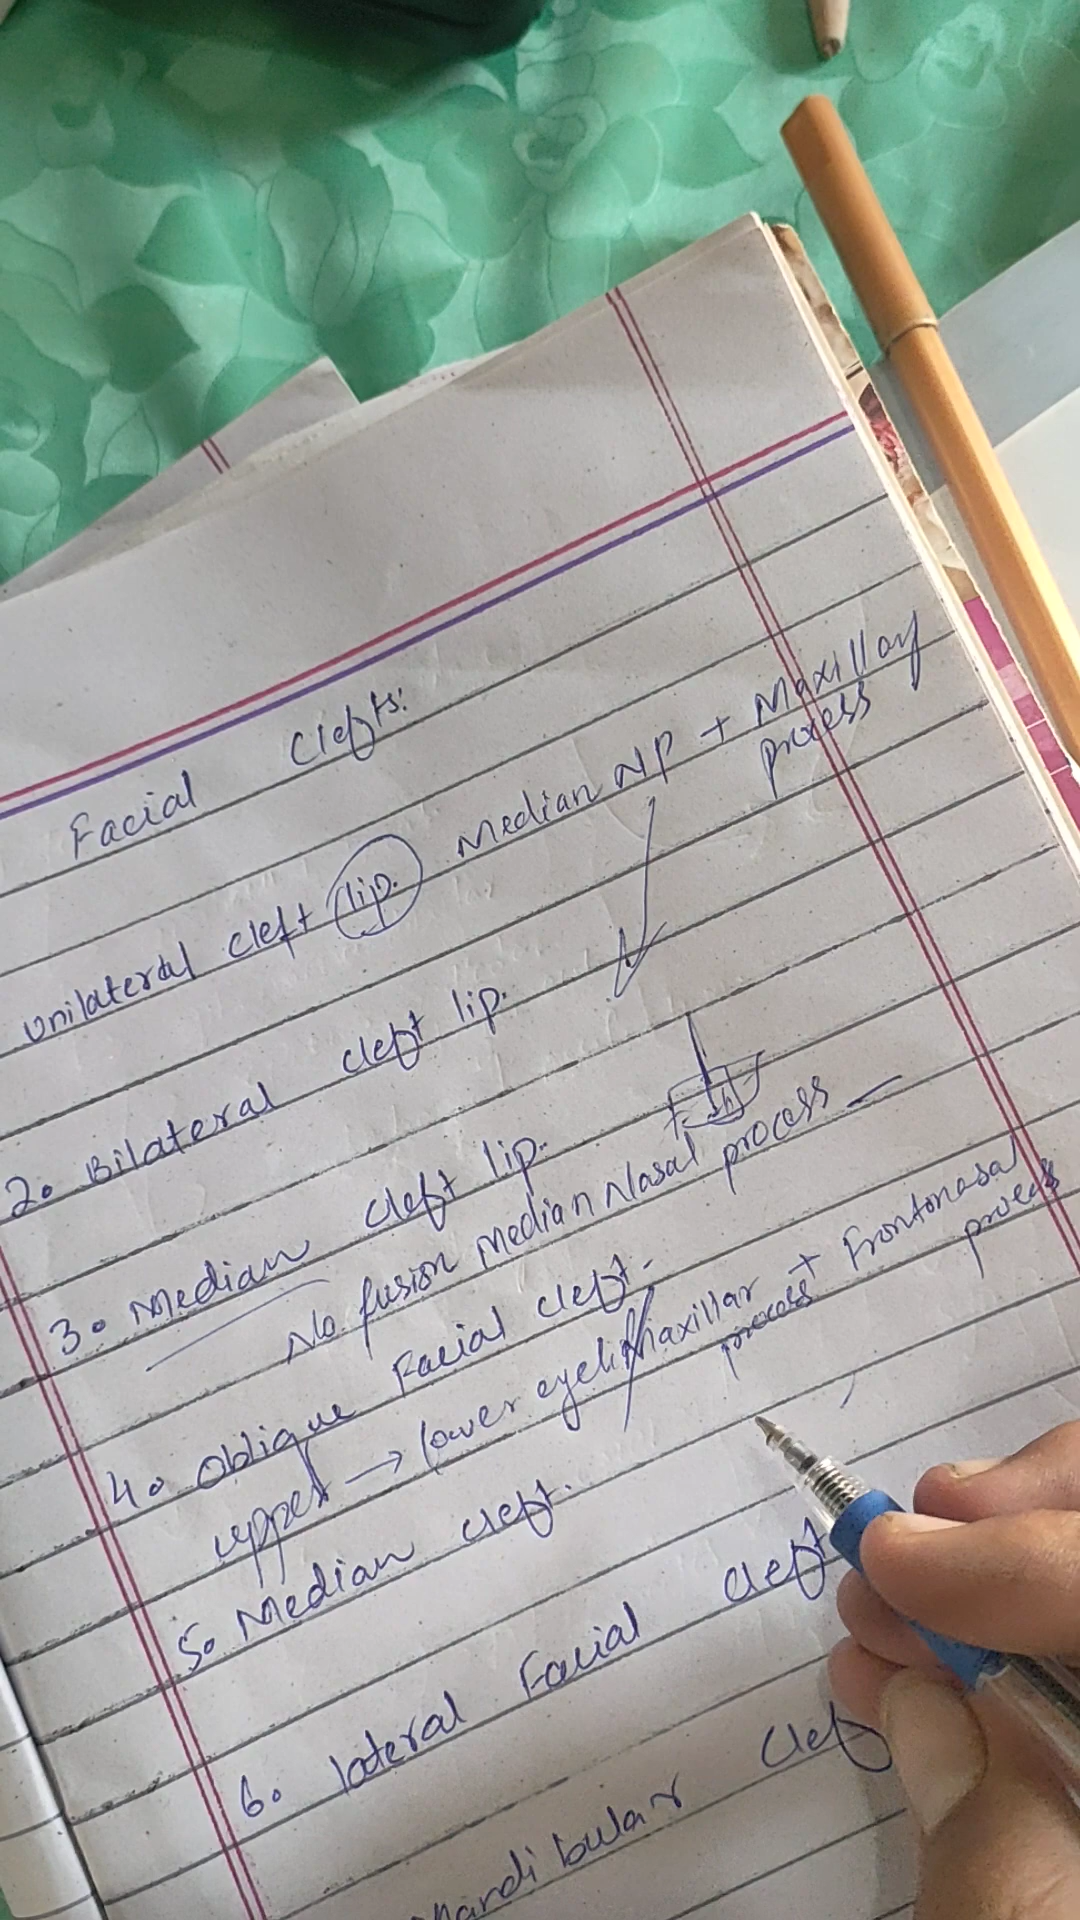 Facial Clefts:
Unilateral cleft lip. Median NP + Maxillary
process
2. Bilateral cleft lip.
3. Median cleft lip.
No fusion Median Nasal process —
4. Oblique Facial cleft.
upper → lower eyelid Maxillar + Frontonasal
process process
5. Median cleft.
6. lateral Facial cleft
Mandibular Clef